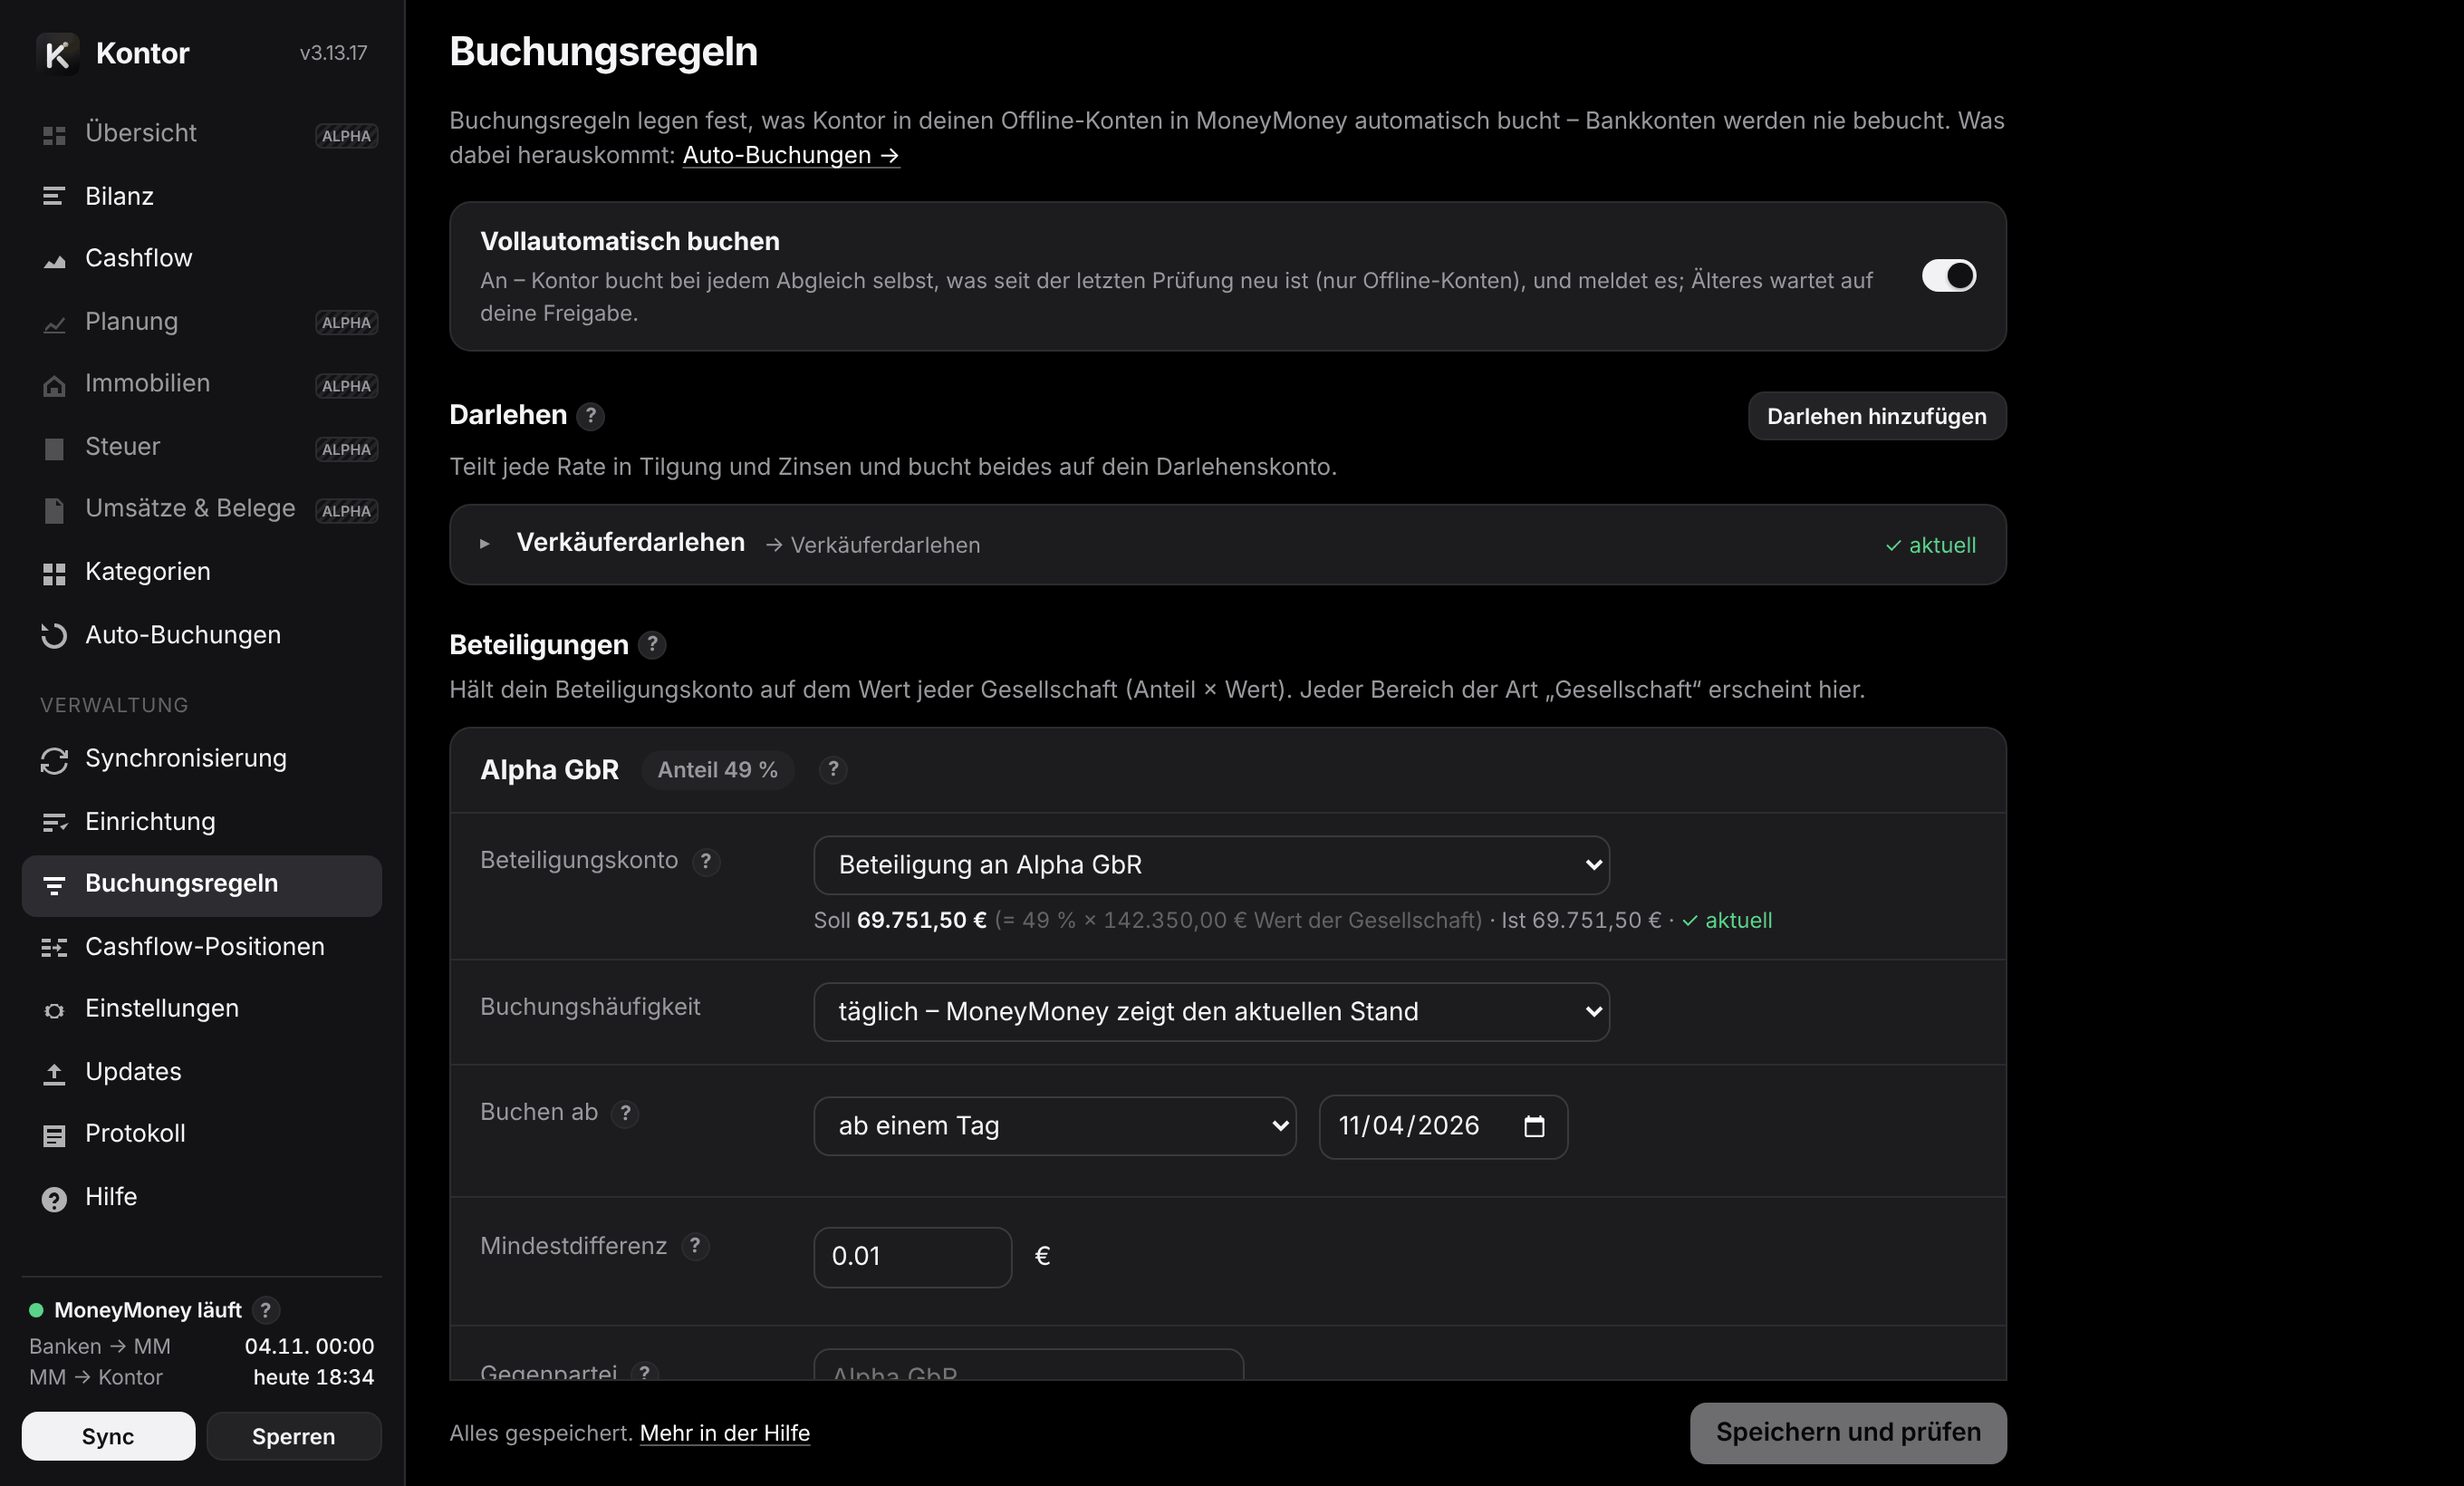 Kontor
v3.13.17
Übersicht ALPHA
Bilanz
Cashflow
Planung ALPHA
Immobilien ALPHA
Steuer ALPHA
Umsätze & Belege ALPHA
Kategorien
Auto-Buchungen
VERWALTUNG
Synchronisierung
Einrichtung
Buchungsregeln
Cashflow-Positionen
Einstellungen
Updates
Protokoll
Hilfe
MoneyMoney läuft ?
Banken → MM 04.11. 00:00
MM → Kontor heute 18:34
Sync Sperren
Buchungsregeln
Buchungsregeln legen fest, was Kontor in deinen Offline-Konten in MoneyMoney automatisch bucht – Bankkonten werden nie bebucht. Was
dabei herauskommt: Auto-Buchungen →
Vollautomatisch buchen
An – Kontor bucht bei jedem Abgleich selbst, was seit der letzten Prüfung neu ist (nur Offline-Konten), und meldet es; Älteres wartet auf
deine Freigabe.
Darlehen ?
Darlehen hinzufügen
Teilt jede Rate in Tilgung und Zinsen und bucht beides auf dein Darlehenskonto.
▸ Verkäuferdarlehen → Verkäuferdarlehen ✓ aktuell
Beteiligungen ?
Hält dein Beteiligungskonto auf dem Wert jeder Gesellschaft (Anteil × Wert). Jeder Bereich der Art „Gesellschaft“ erscheint hier.
Alpha GbR Anteil 49 % ?
Beteiligungskonto ? Beteiligung an Alpha GbR
Soll 69.751,50 € (= 49 % × 142.350,00 € Wert der Gesellschaft) · Ist 69.751,50 € · ✓ aktuell
Buchungshäufigkeit täglich – MoneyMoney zeigt den aktuellen Stand
Buchen ab ? ab einem Tag 11/04/2026
Mindestdifferenz ? 0.01 €
Gegenpartei ? Alpha GbR
Alles gespeichert. Mehr in der Hilfe
Speichern und prüfen